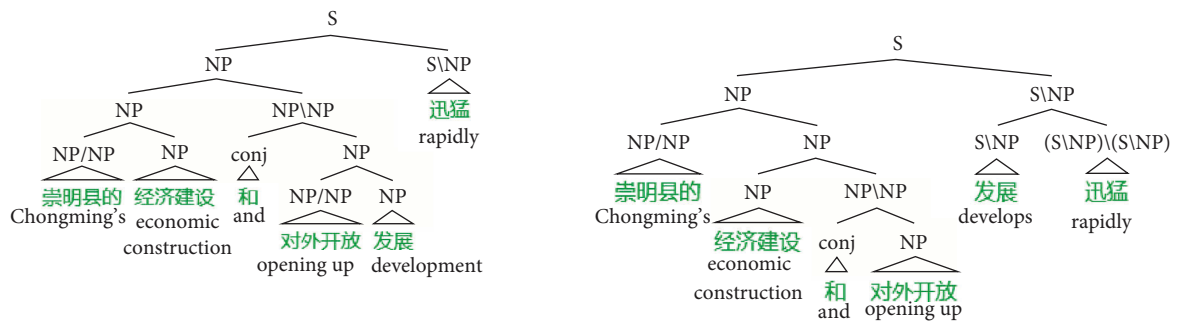 S
NP S\NP
迅猛
rapidly
NP NP\NP
NP/NP NP conj NP
崇明县的 经济建设 和
Chongming's economic construction and
NP/NP NP
对外开放 发展
opening up development
S
NP S\NP
NP/NP NP S\NP (S\NP)\(S\NP)
崇明县的 发展 迅猛
Chongming's develops rapidly
NP NP\NP
经济建设 conj NP
economic construction 和 对外开放
and opening up